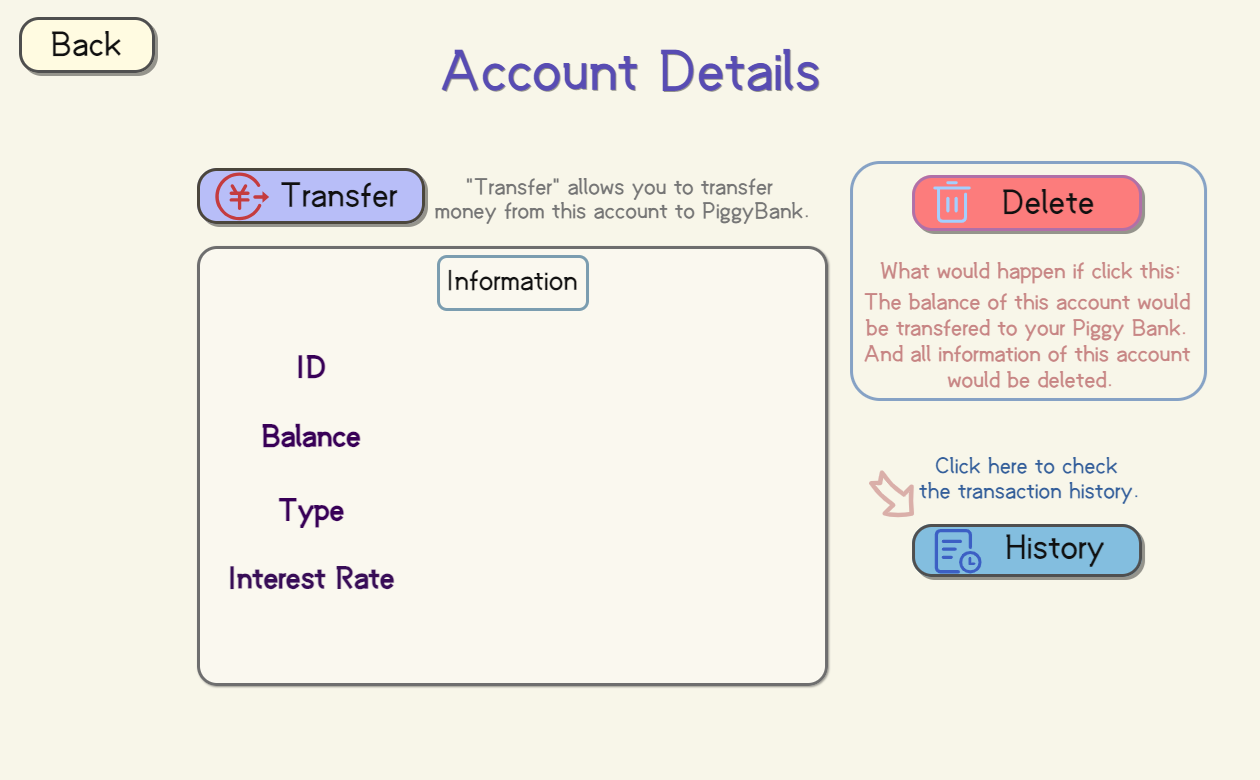 Back
Account Details
¥
Transfer
"Transfer" allows you to transfer
money from this account to PiggyBank.
Information
ID
Balance
Type
Interest Rate
Delete
What would happen if click this:
The balance of this account would
be transfered to your Piggy Bank.
And all information of this account
would be deleted.
Click here to check
the transaction history.
History